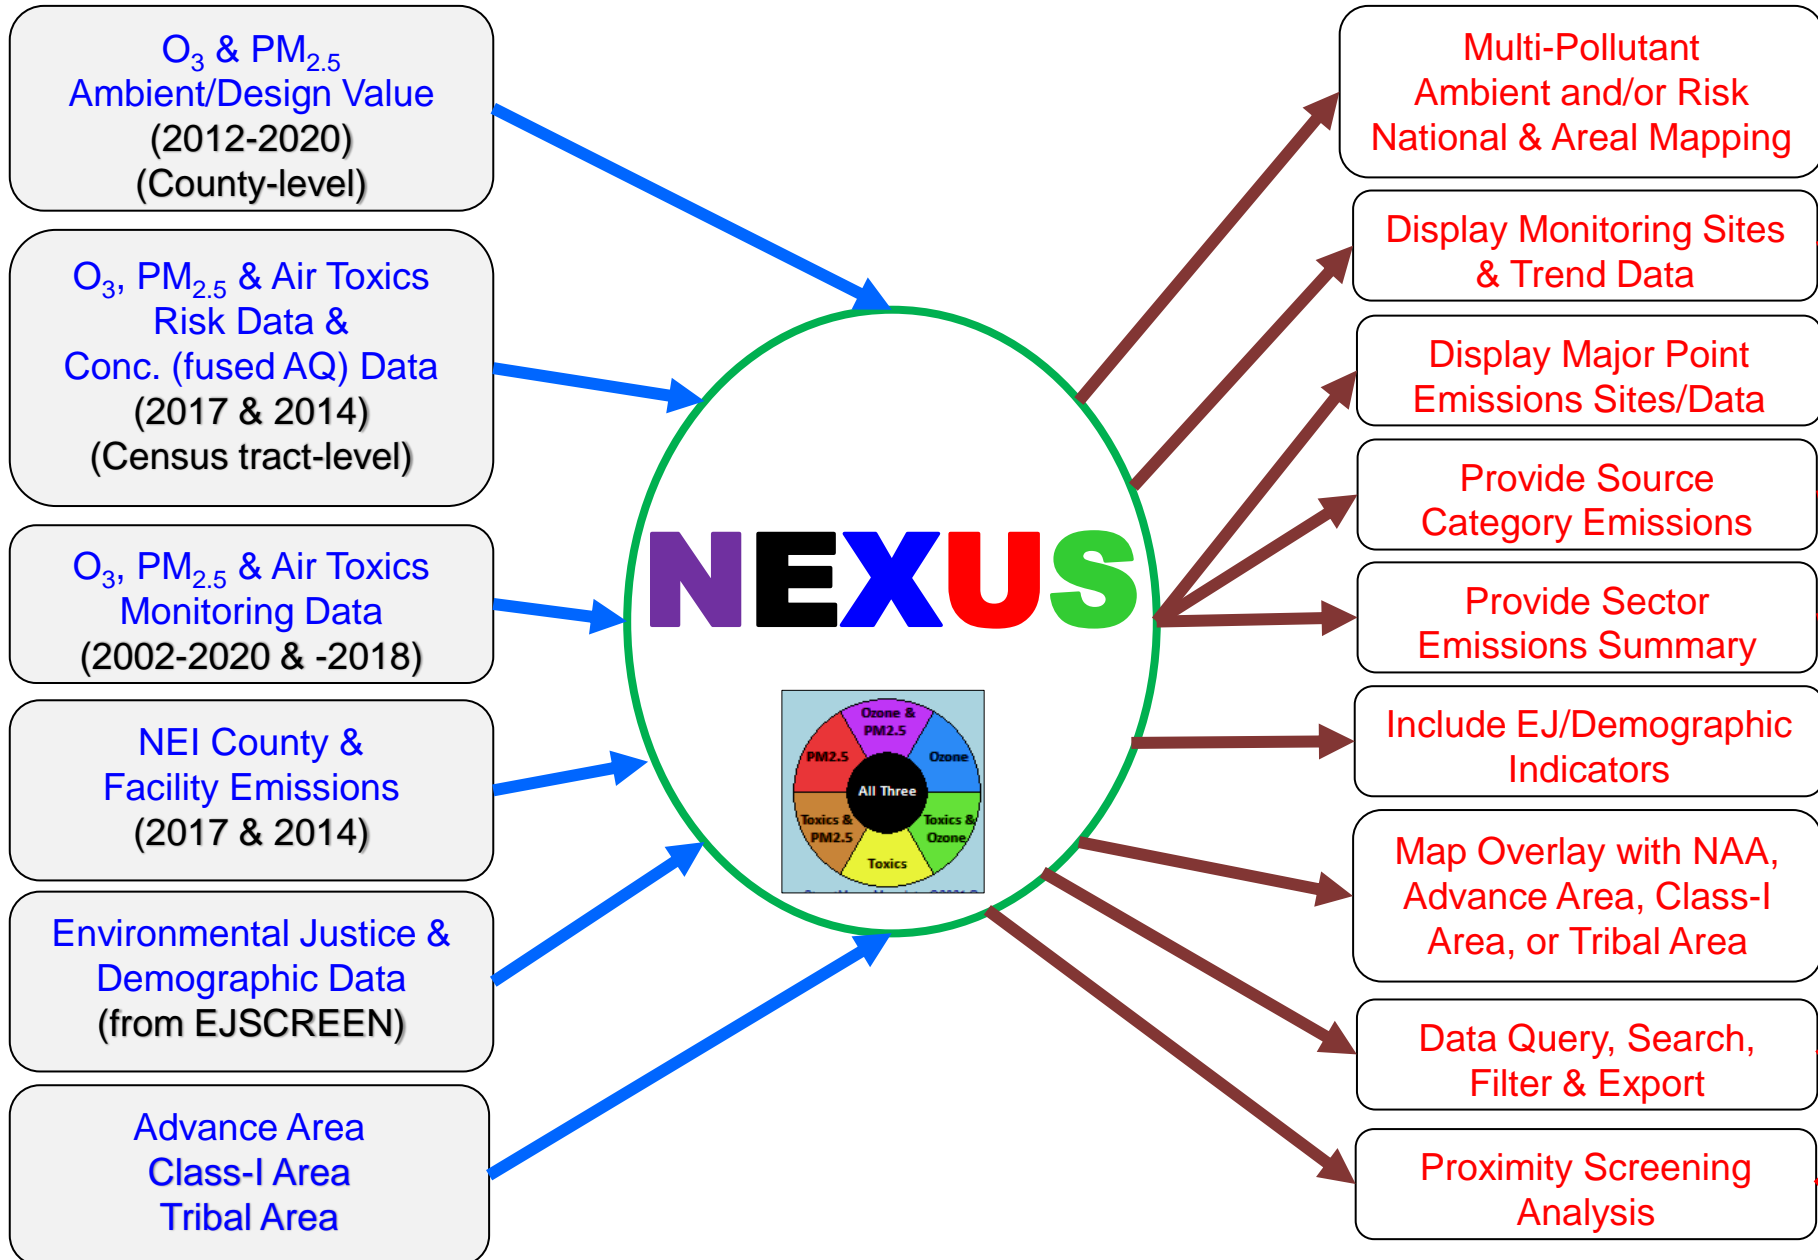 O3 & PM2.5
Ambient/Design Value
(2012-2020)
(County-level)
O3, PM2.5 & Air Toxics
Risk Data &
Conc. (fused AQ) Data
(2017 & 2014)
(Census tract-level)
O3, PM2.5 & Air Toxics
Monitoring Data
(2002-2020 & -2018)
NEI County &
Facility Emissions
(2017 & 2014)
Environmental Justice &
Demographic Data
(from EJSCREEN)
Advance Area
Class-I Area
Tribal Area
NEXUS
Ozone &
PM2.5
PM2.5
Ozone
All Three
Toxics &
PM2.5
Toxics &
Ozone
Toxics
Multi-Pollutant
Ambient and/or Risk
National & Areal Mapping
Display Monitoring Sites
& Trend Data
Display Major Point
Emissions Sites/Data
Provide Source
Category Emissions
Provide Sector
Emissions Summary
Include EJ/Demographic
Indicators
Map Overlay with NAA,
Advance Area, Class-I
Area, or Tribal Area
Data Query, Search,
Filter & Export
Proximity Screening
Analysis